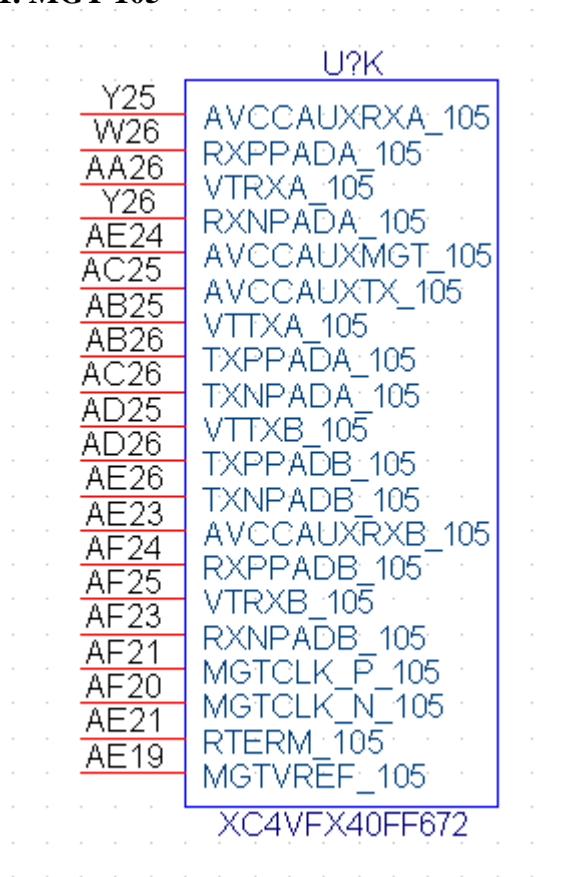 MGT 105
U?K
Y25 AVCCAUXRXA_105
W26 RXPPADA_105
AA26 VTRXA_105
Y26 RXNPADA_105
AE24 AVCCAUXMGT_105
AC25 AVCCAUXTX_105
AB25 VTTXA_105
AB26 TXPPADA_105
AC26 TXNPADA_105
AD25 VTTXB_105
AD26 TXPPADB_105
AE26 TXNPADB_105
AE23 AVCCAUXRXB_105
AF24 RXPPADB_105
AF25 VTRXB_105
AF23 RXNPADB_105
AF21 MGTCLK_P_105
AF20 MGTCLK_N_105
AE21 RTERM_105
AE19 MGTVREF_105
XC4VFX40FF672